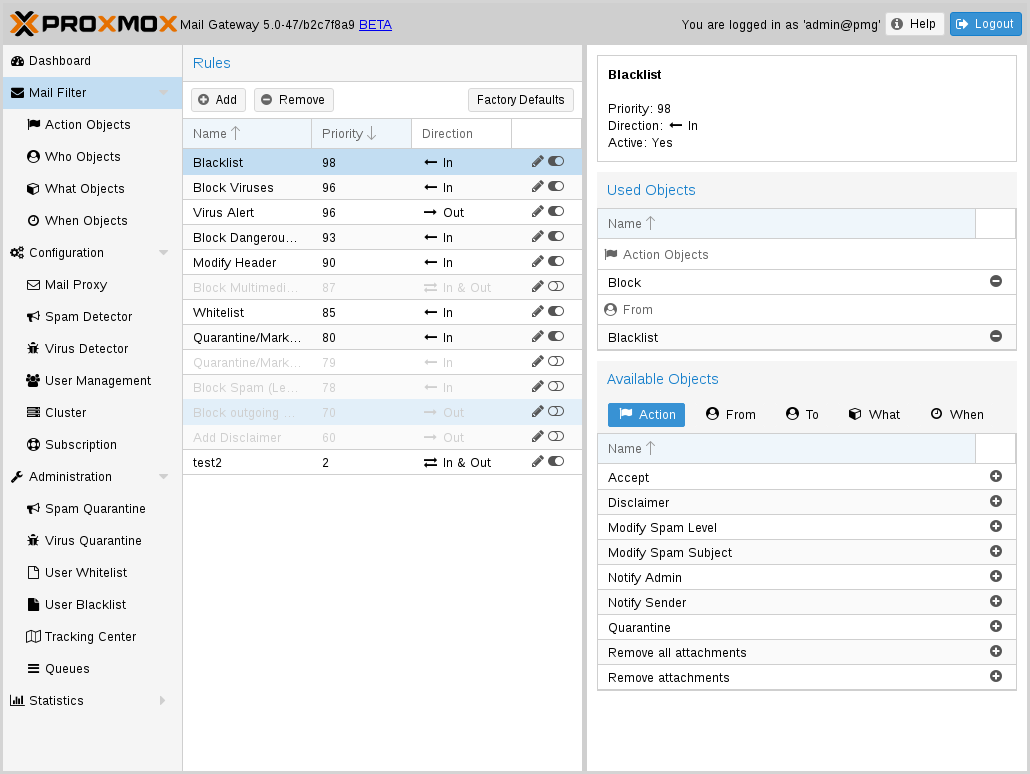 PROXMOX Mail Gateway 5.0-47/b2c7f8a9 BETA You are logged in as 'admin@pmg' Help Logout
Dashboard
Mail Filter
Action Objects
Who Objects
What Objects
When Objects
Configuration
Mail Proxy
Spam Detector
Virus Detector
User Management
Cluster
Subscription
Administration
Spam Quarantine
Virus Quarantine
User Whitelist
User Blacklist
Tracking Center
Queues
Statistics
Rules
Add Remove Factory Defaults
Name Priority Direction
Blacklist 98 In
Block Viruses 96 In
Virus Alert 96 Out
Block Dangerou... 93 In
Modify Header 90 In
Block Multimedi... 87 In & Out
Whitelist 85 In
Quarantine/Mark... 80 In
Quarantine/Mark... 79 In
Block Spam (Le... 78 In
Block outgoing ... 70 Out
Add Disclaimer 60 Out
test2 2 In & Out
Blacklist
Priority: 98
Direction: In
Active: Yes
Used Objects
Name
Action Objects
Block
From
Blacklist
Available Objects
Action From To What When
Name
Accept
Disclaimer
Modify Spam Level
Modify Spam Subject
Notify Admin
Notify Sender
Quarantine
Remove all attachments
Remove attachments